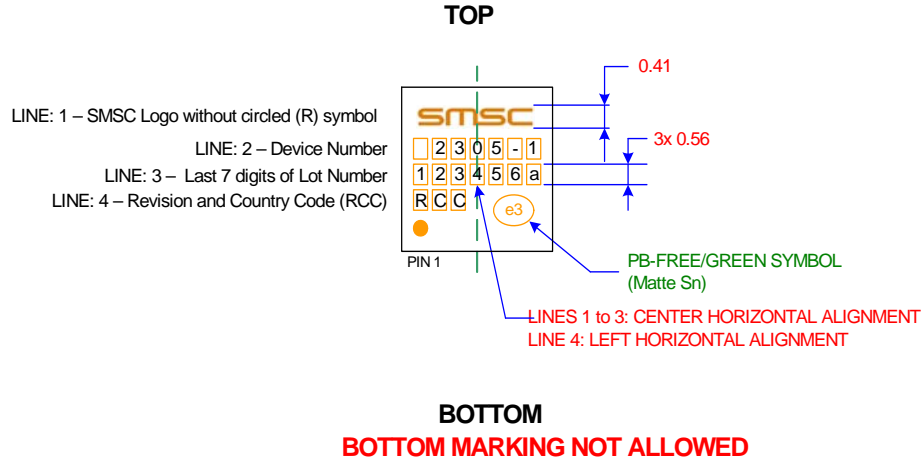 TOP
0.41
LINE: 1 – SMSC Logo without circled (R) symbol
smsc
LINE: 2 – Device Number
2305-1
3x 0.56
LINE: 3 – Last 7 digits of Lot Number
123456a
LINE: 4 – Revision and Country Code (RCC)
RCC
e3
PIN 1
PB-FREE/GREEN SYMBOL
(Matte Sn)
LINES 1 to 3: CENTER HORIZONTAL ALIGNMENT
LINE 4: LEFT HORIZONTAL ALIGNMENT
BOTTOM
BOTTOM MARKING NOT ALLOWED